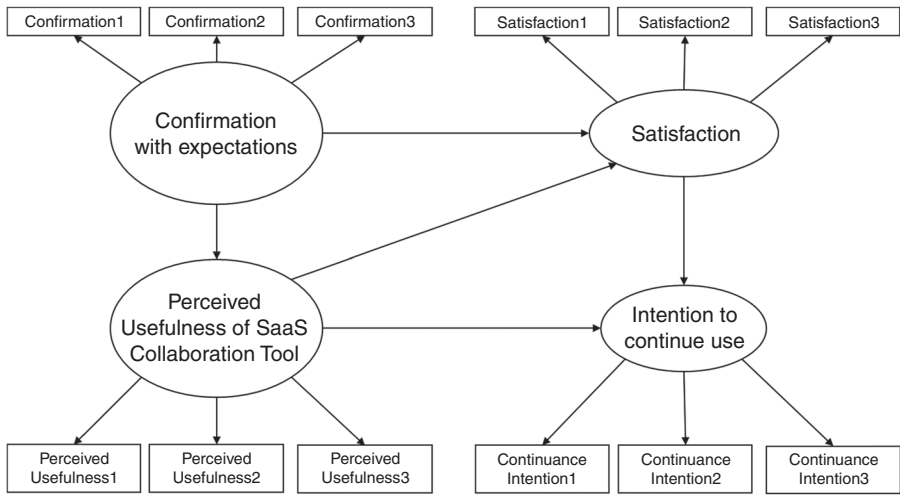 Confirmation1
Confirmation2
Confirmation3
Satisfaction1
Satisfaction2
Satisfaction3
Confirmation
with expectations
Satisfaction
Perceived
Usefulness of SaaS
Collaboration Tool
Intention to
continue use
Perceived
Usefulness1
Perceived
Usefulness2
Perceived
Usefulness3
Continuance
Intention1
Continuance
Intention2
Continuance
Intention3